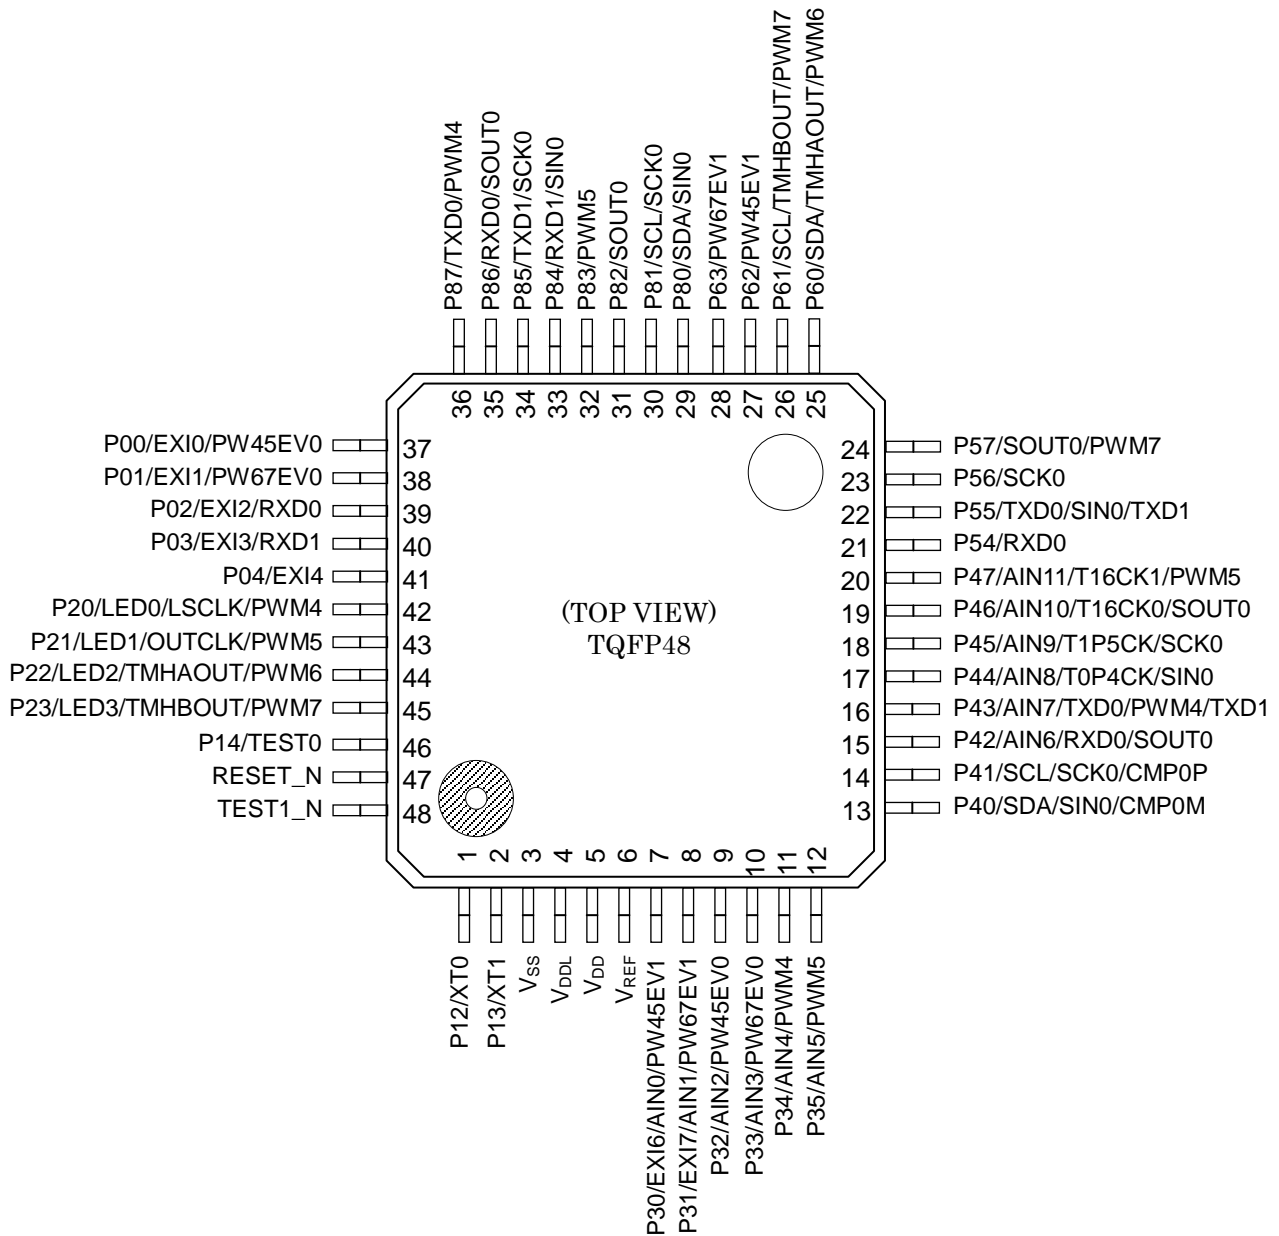 P87/TXD0/PWM4
P86/RXD0/SOUT0
P85/TXD1/SCK0
P84/RXD1/SIN0
P83/PWM5
P82/SOUT0
P81/SCL/SCK0
P80/SDA/SIN0
P63/PW67EV1
P62/PW45EV1
P61/SCL/TMHBOUT/PWM7
P60/SDA/TMHAOUT/PWM6
36
35
34
33
32
31
30
29
28
27
26
25
P00/EXI0/PW45EV0 37
P01/EXI1/PW67EV0 38
P02/EXI2/RXD0 39
P03/EXI3/RXD1 40
P04/EXI4 41
P20/LED0/LSCLK/PWM4 42
P21/LED1/OUTCLK/PWM5 43
P22/LED2/TMHAOUT/PWM6 44
P23/LED3/TMHBOUT/PWM7 45
P14/TEST0 46
RESET_N 47
TEST1_N 48
(TOP VIEW)
TQFP48
24 P57/SOUT0/PWM7
23 P56/SCK0
22 P55/TXD0/SIN0/TXD1
21 P54/RXD0
20 P47/AIN11/T16CK1/PWM5
19 P46/AIN10/T16CK0/SOUT0
18 P45/AIN9/T1P5CK/SCK0
17 P44/AIN8/T0P4CK/SIN0
16 P43/AIN7/TXD0/PWM4/TXD1
15 P42/AIN6/RXD0/SOUT0
14 P41/SCL/SCK0/CMP0P
13 P40/SDA/SIN0/CMP0M
1
2
3
4
5
6
7
8
9
10
11
12
P12/XT0
P13/XT1
VSS
VDDL
VDD
VREF
P30/EXI6/AIN0/PW45EV1
P31/EXI7/AIN1/PW67EV1
P32/AIN2/PW45EV0
P33/AIN3/PW67EV0
P34/AIN4/PWM4
P35/AIN5/PWM5